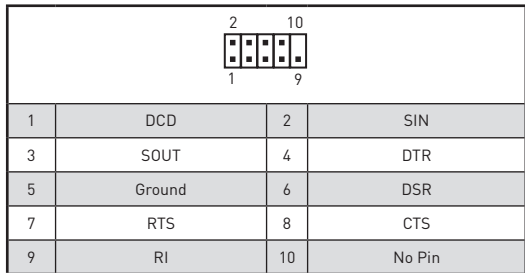 2 10
1 9
1 DCD 2 SIN
3 SOUT 4 DTR
5 Ground 6 DSR
7 RTS 8 CTS
9 RI 10 No Pin